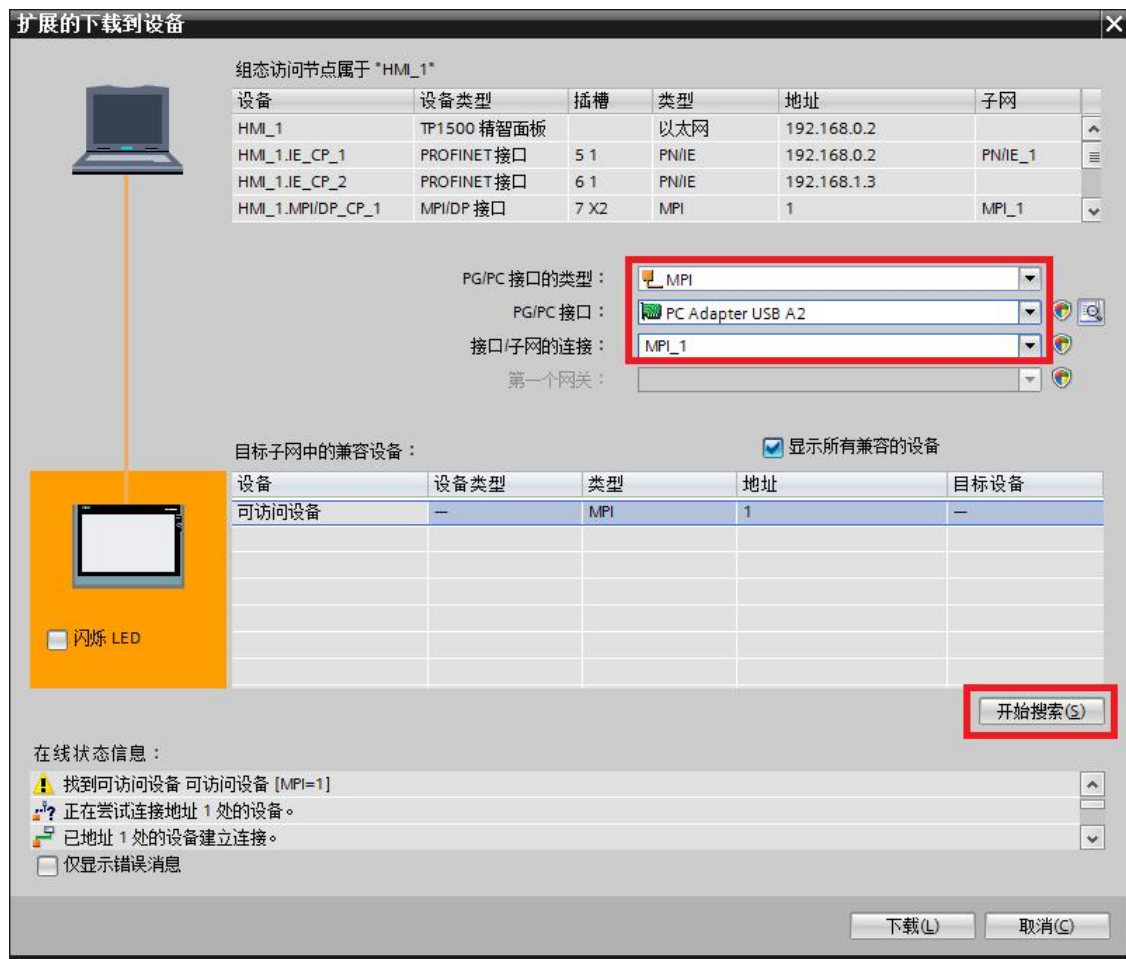 扩展的下载到设备
组态访问节点属于 "HMI_1"
设备 设备类型 插槽 类型 地址 子网
HMI_1 TP1500 精智面板 以太网 192.168.0.2
HMI_1.IE_CP_1 PROFINET接口 5 1 PN/IE 192.168.0.2 PN/IE_1
HMI_1.IE_CP_2 PROFINET接口 6 1 PN/IE 192.168.1.3
HMI_1.MPI/DP_CP_1 MPI/DP 接口 7 X2 MPI 1 MPI_1
PG/PC 接口的类型： MPI
PG/PC 接口： PC Adapter USB A2
接口/子网的连接： MPI_1
第一个网关：
目标子网中的兼容设备： 显示所有兼容的设备
设备 设备类型 类型 地址 目标设备
可访问设备 — MPI 1 —
闪烁 LED
开始搜索(S)
在线状态信息：
找到可访问设备 可访问设备 [MPI=1]
正在尝试连接地址 1 处的设备。
已地址 1 处的设备建立连接。
仅显示错误消息
下载(L) 取消(C)